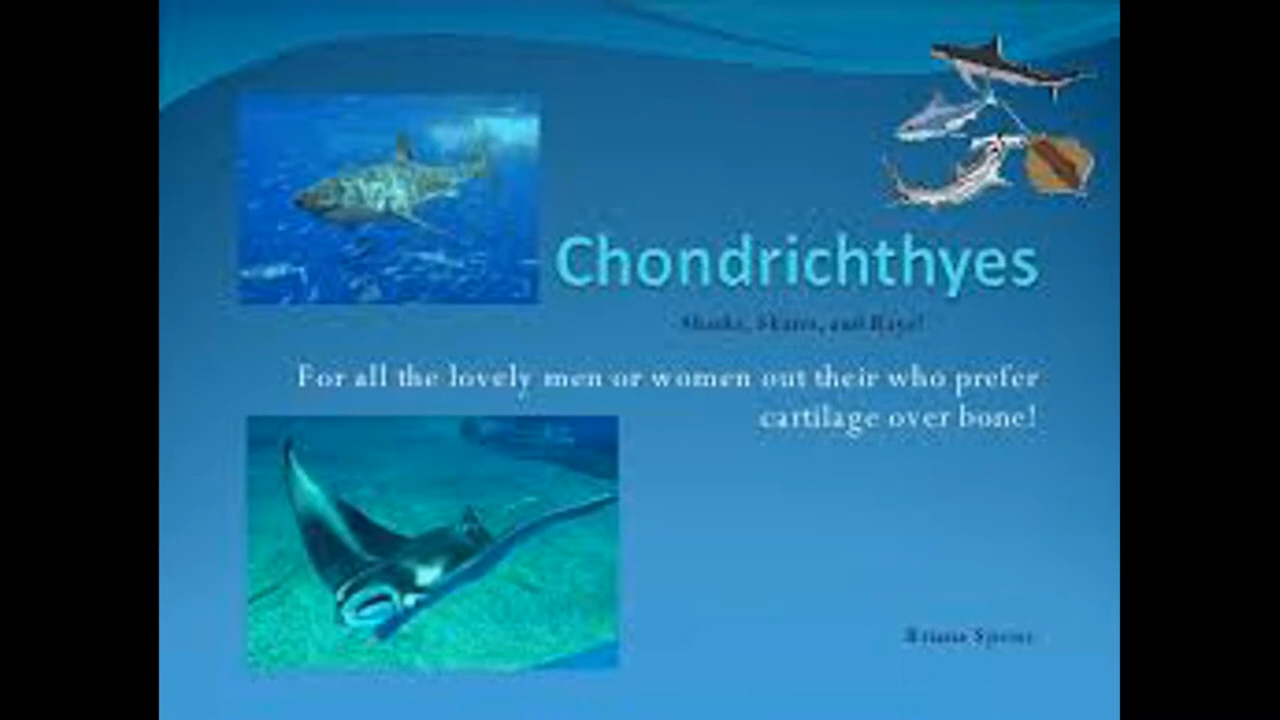 Chondrichthyes
Sharks, Skates, and Rays!
For all the lovely men or women out their who prefer
cartilage over bone!
Briana